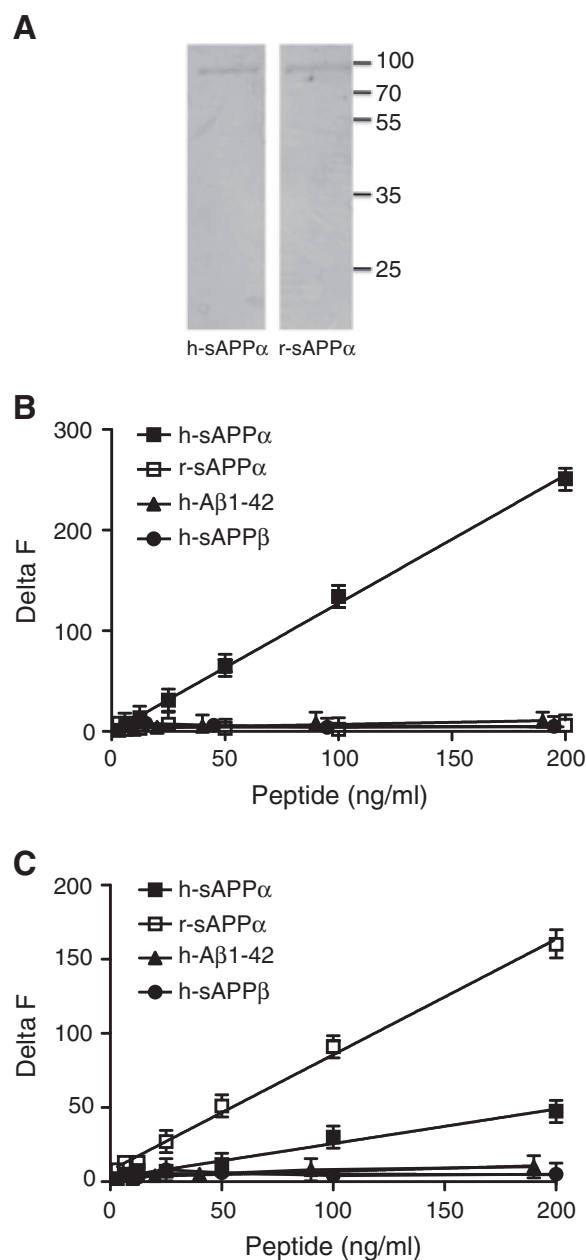 A
100
70
55
35
25
h-sAPPα r-sAPPα
B
300
200
100
0
Delta F
h-sAPPα
r-sAPPα
h-Aβ1-42
h-sAPPβ
0 50 100 150 200
Peptide (ng/ml)
C
200
150
100
50
0
Delta F
h-sAPPα
r-sAPPα
h-Aβ1-42
h-sAPPβ
0 50 100 150 200
Peptide (ng/ml)